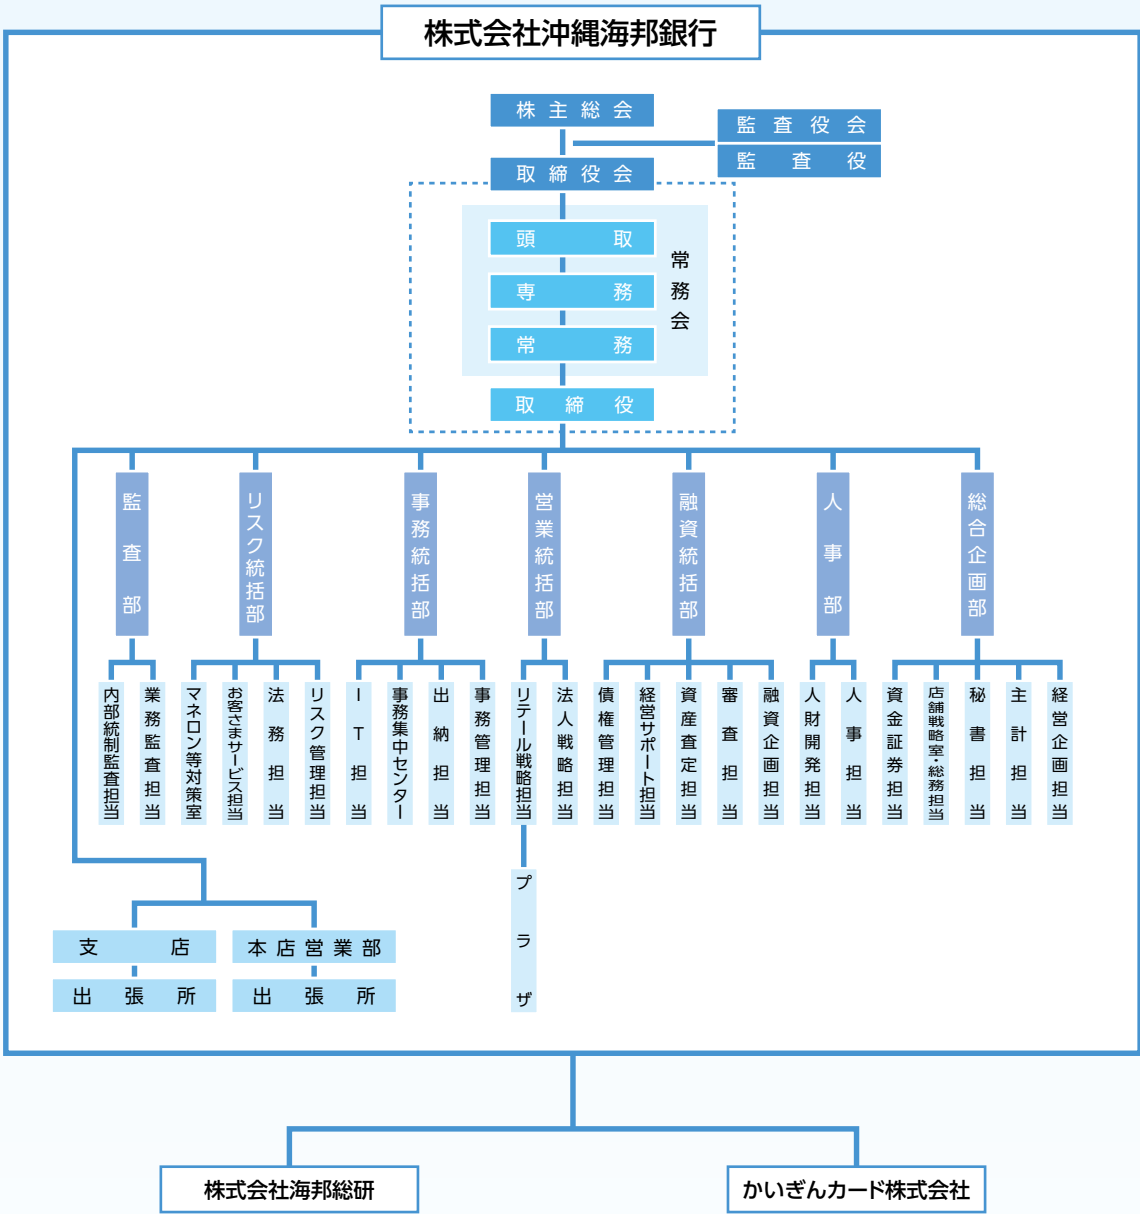 株式会社沖縄海邦銀行
株主総会
監査役会
監査役
取締役会
頭取
専務
常務
常務会
取締役
監査部
リスク統括部
事務統括部
営業統括部
融資統括部
人事部
総合企画部
内部統制監査担当
業務監査担当
マネロン等対策室
お客さまサービス担当
法務担当
リスク管理担当
IT担当
事務集中センター
出納担当
事務管理担当
リテール戦略担当
法人戦略担当
債権管理担当
経営サポート担当
資産査定担当
審査担当
融資企画担当
人財開発担当
人事担当
資金証券担当
店舗戦略室・総務担当
秘書担当
主計担当
経営企画担当
プラザ
支店
本店営業部
出張所
出張所
株式会社海邦総研
かいぎんカード株式会社